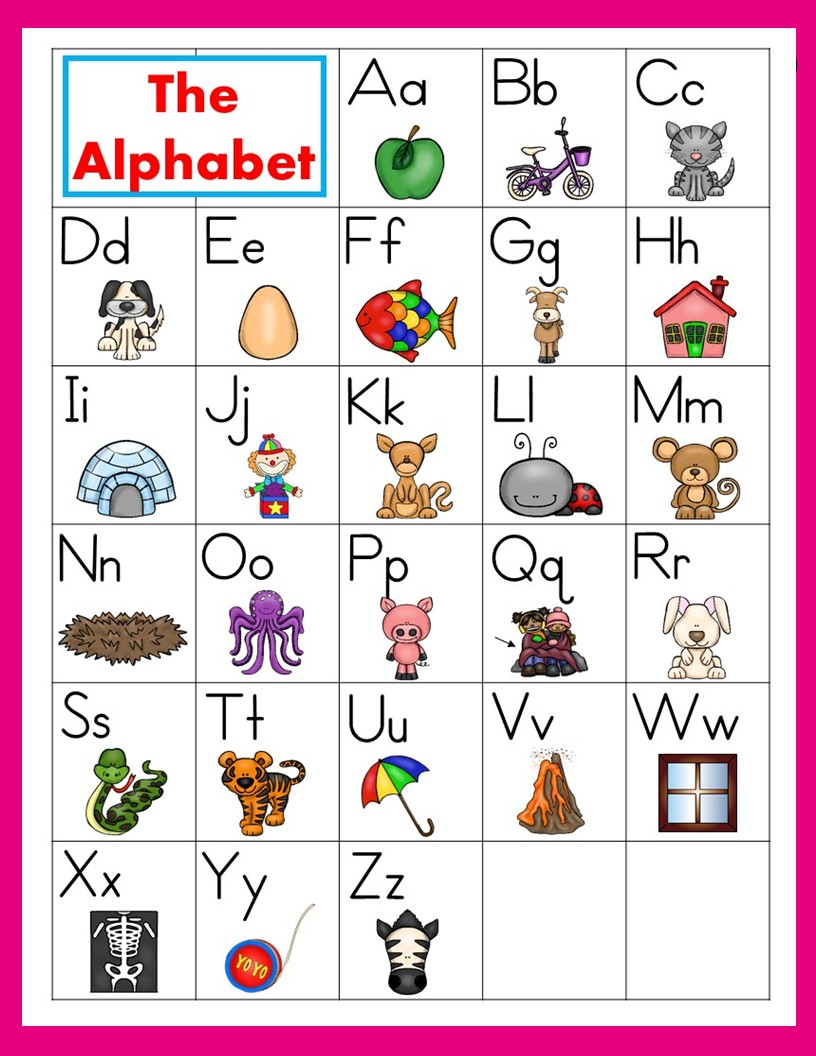 The
Alphabet
Aa Bb Cc
Dd Ee Ff Gg Hh
Ii Jj Kk Ll Mm
Nn Oo Pp Qq Rr
Ss Tt Uu Vv Ww
Xx Yy Zz
YOYO